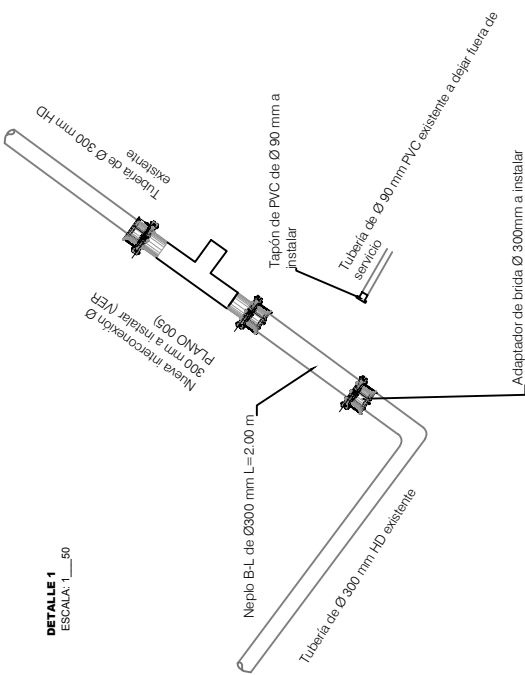 DETALLE 1
ESCALA: 1__50
Tubería de Ø 300 mm HD
existente
Nueva interconexión Ø
300 mm a instalar (VER
PLANO 005)
Tapón de PVC de Ø 90 mm a
instalar
Tubería de Ø 90 mm PVC existente a dejar fuera de
servicio
Neplo B-L de Ø300 mm L= 2.00 m
Adaptador de brida Ø 300mm a instalar
Tubería de Ø 300 mm HD existente